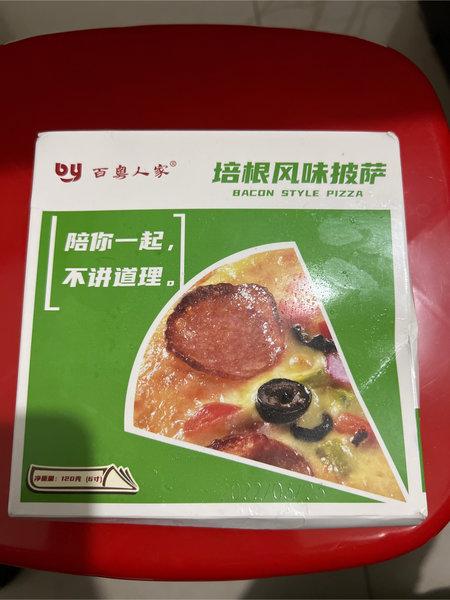 by 百粤人家®
培根风味披萨
BACON STYLE PIZZA
陪你一起,
不讲道理。
净含量: 120克 (6寸)